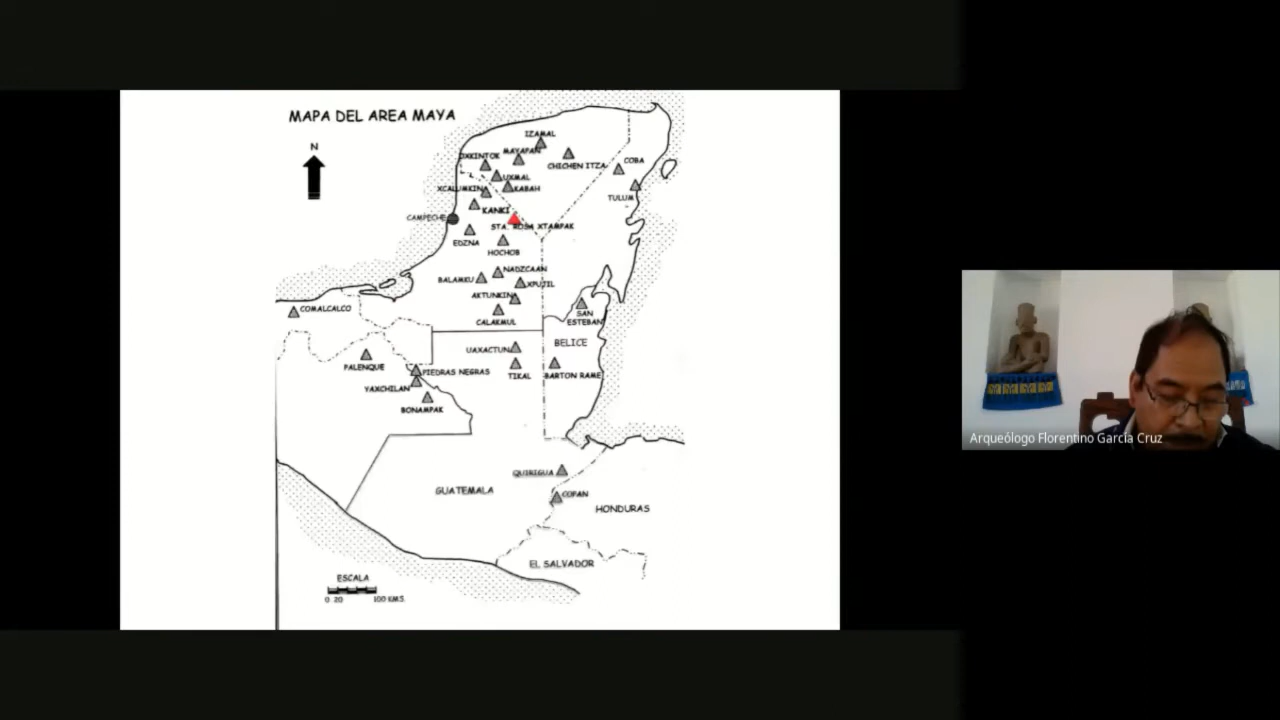 MAPA DEL AREA MAYA
N
IZAMAL
MAYAPAN
OXKINTOK
CHICHEN ITZA
COBA
UXMAL
XCALUMKIN
KABAH
TULUM
KANKI
CAMPECHE
STA. ROSA XTAMPAK
EDZNA
HOCHOB
NADZCAAN
BALAMKU
XPUJIL
AKTUNKIN
COMALCALCO
SAN
ESTEBAN
CALAKMUL
BELICE
UAXACTUN
PALENQUE
PIEDRAS NEGRAS
TIKAL
BARTON RAME
YAXCHILAN
BONAMPAK
QUIRIGUA
GUATEMALA
COPAN
HONDURAS
EL SALVADOR
ESCALA
0 20 100 KMS.
Arqueólogo Florentino García Cruz